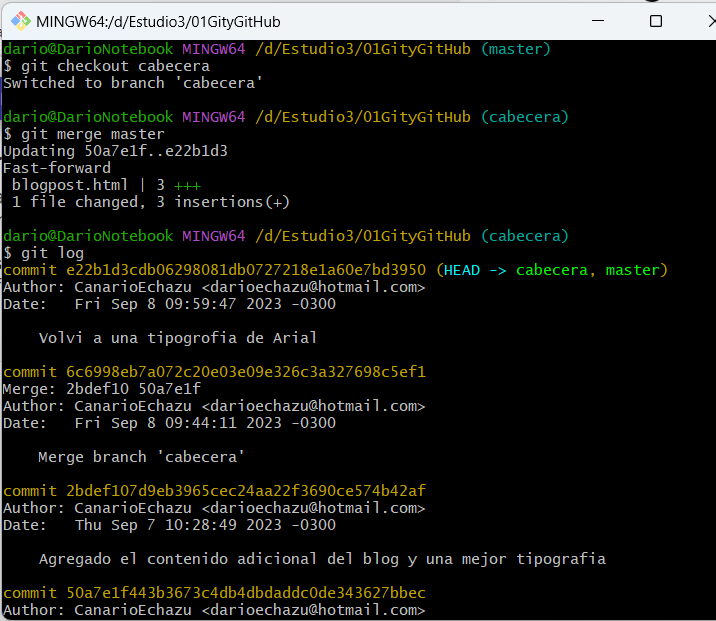 MINGW64:/d/Estudio3/01GityGitHub
dario@DarioNotebook MINGW64 /d/Estudio3/01GityGitHub (master)
$ git checkout cabecera
Switched to branch 'cabecera'
dario@DarioNotebook MINGW64 /d/Estudio3/01GityGitHub (cabecera)
$ git merge master
Updating 50a7e1f..e22b1d3
Fast-forward
 blogpost.html | 3 +++
 1 file changed, 3 insertions(+)
dario@DarioNotebook MINGW64 /d/Estudio3/01GityGitHub (cabecera)
$ git log
commit e22b1d3cdb06298081db0727218e1a60e7bd3950 (HEAD -> cabecera, master)
Author: CanarioEchazu <darioechazu@hotmail.com>
Date:   Fri Sep 8 09:59:47 2023 -0300
    Volvi a una tipografia de Arial
commit 6c6998eb7a072c20e03e09e326c3a327698c5ef1
Merge: 2bdef10 50a7e1f
Author: CanarioEchazu <darioechazu@hotmail.com>
Date:   Fri Sep 8 09:44:11 2023 -0300
    Merge branch 'cabecera'
commit 2bdef107d9eb3965cec24aa22f3690ce574b42af
Author: CanarioEchazu <darioechazu@hotmail.com>
Date:   Thu Sep 7 10:28:49 2023 -0300
    Agregado el contenido adicional del blog y una mejor tipografia
commit 50a7e1f443b3673c4db4dbdaddc0de343627bbec
Author: CanarioEchazu <darioechazu@hotmail.com>